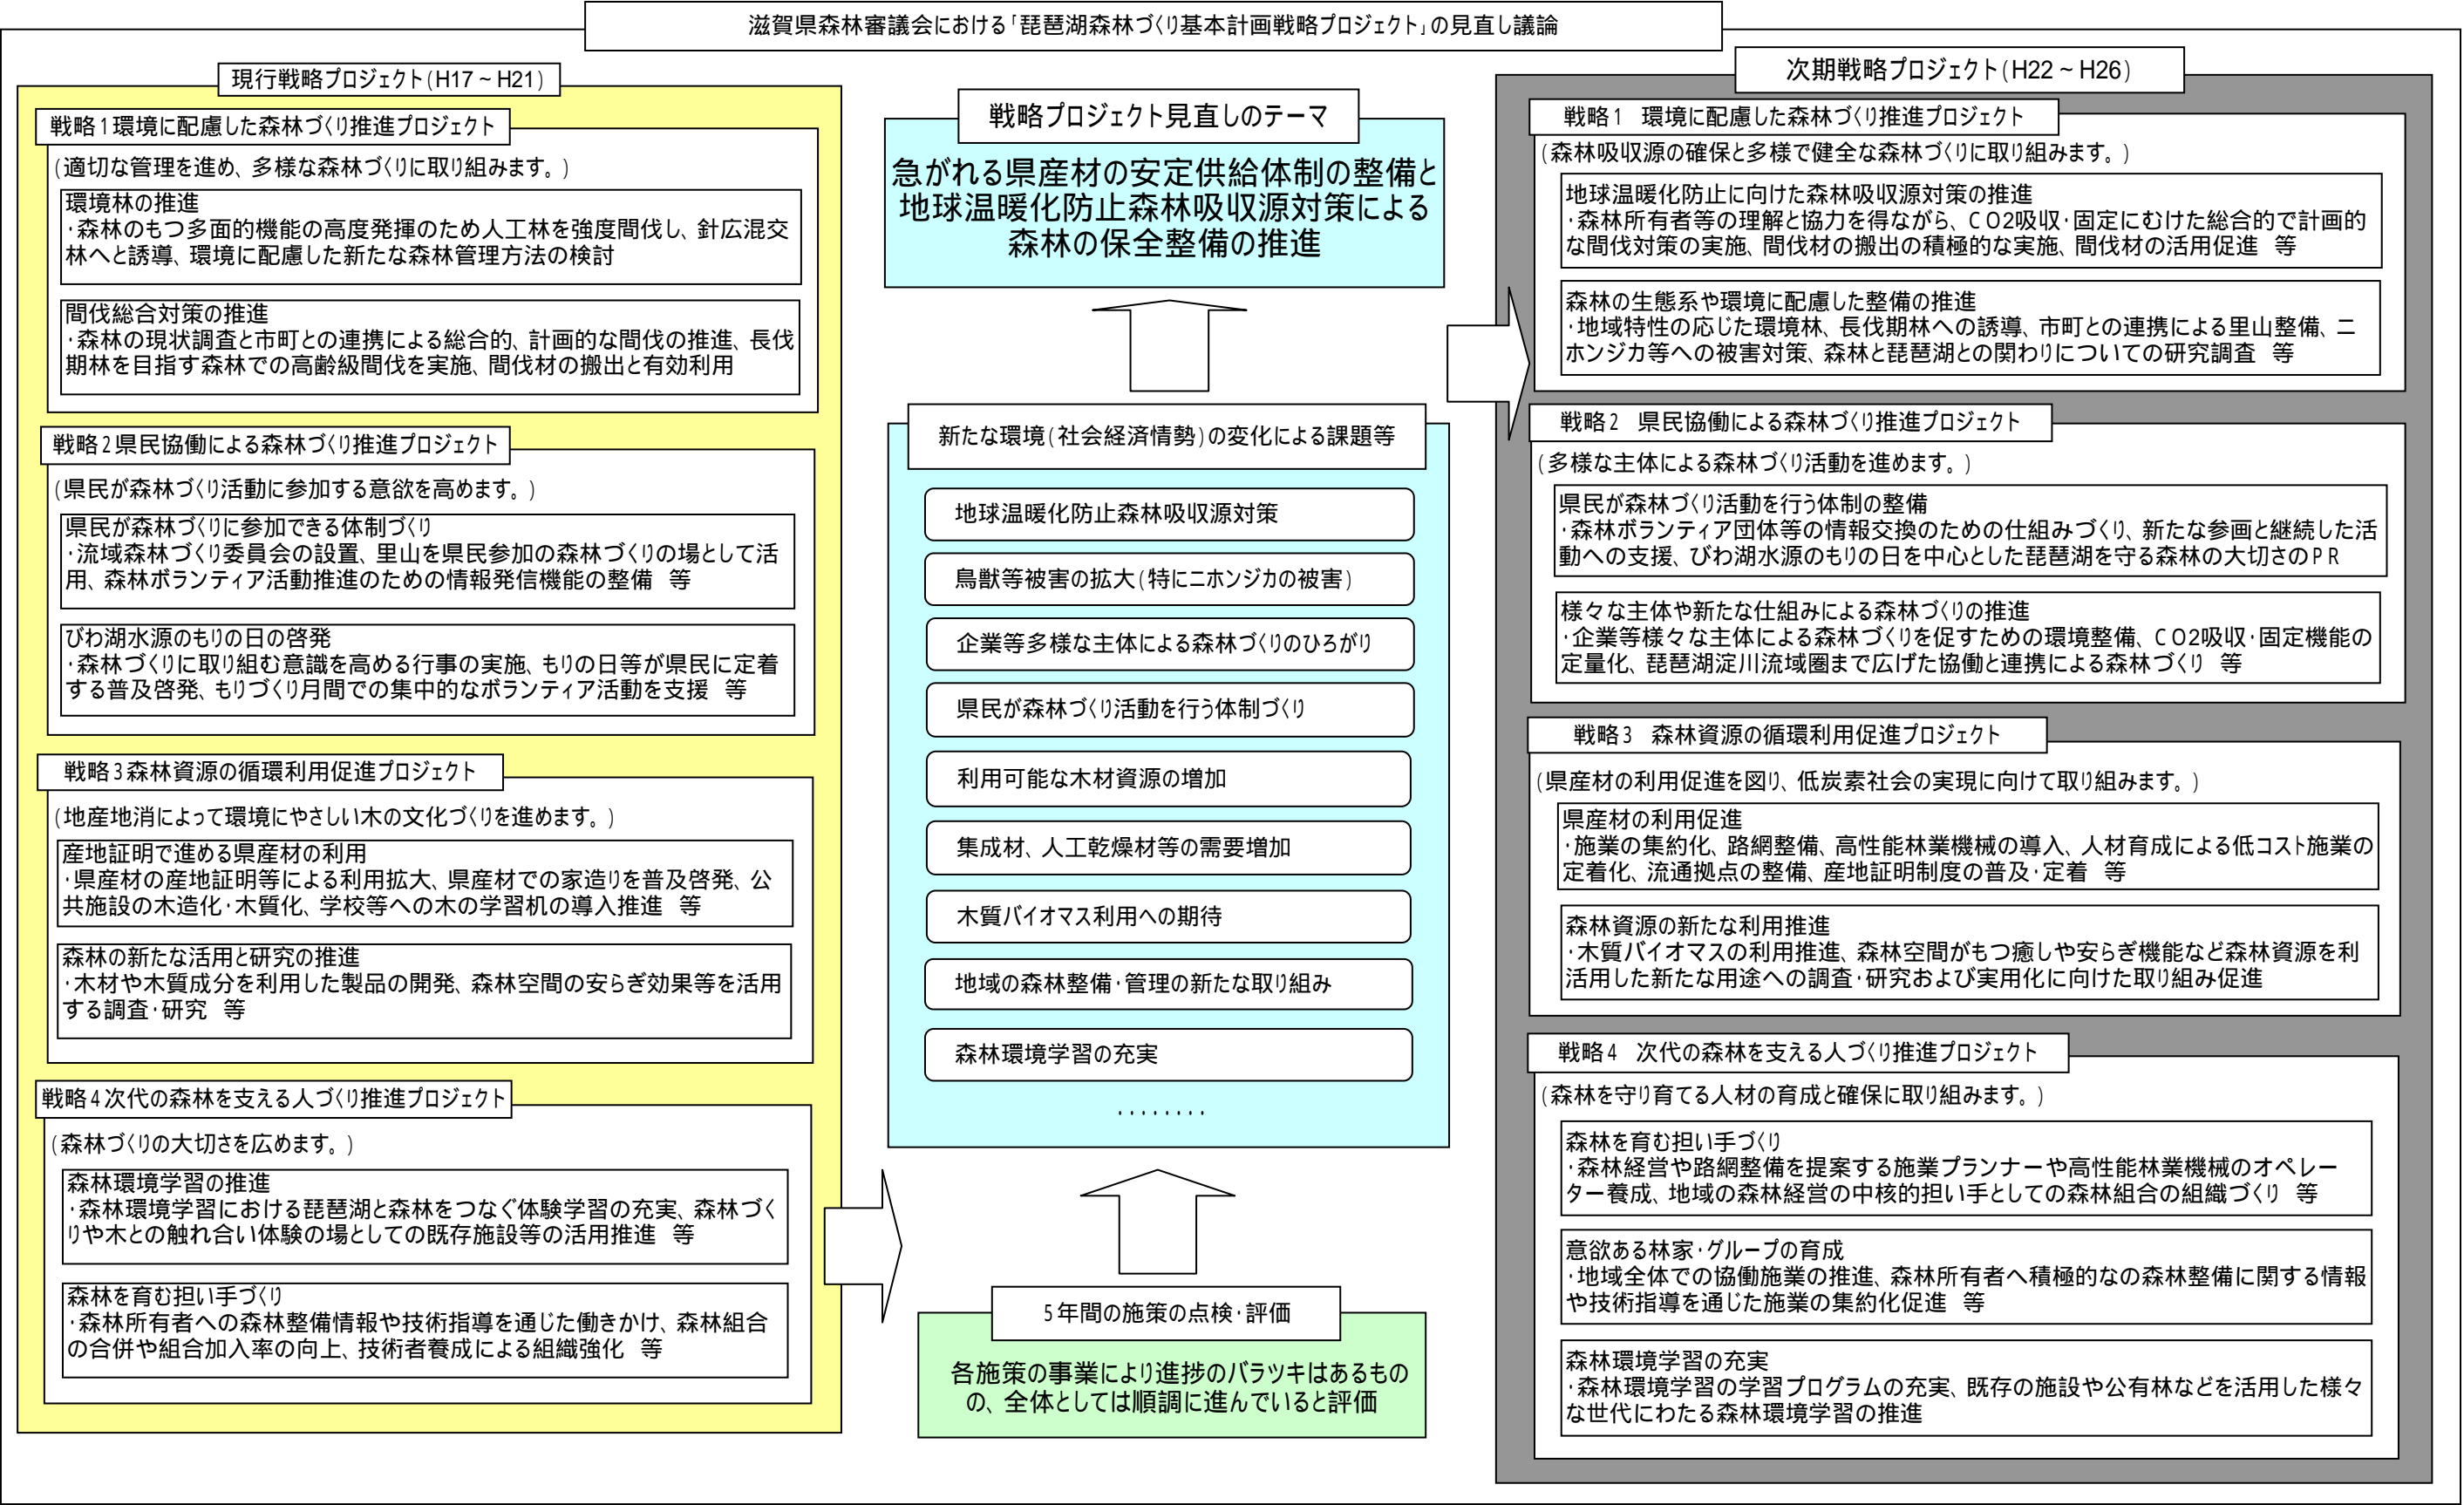 滋賀県森林審議会における「琵琶湖森林づくり基本計画戦略プロジェクト」の見直し議論
現行戦略プロジェクト(H17～H21)
戦略1環境に配慮した森林づくり推進プロジェクト
(適切な管理を進め、多様な森林づくりに取り組みます。)
環境林の推進
・森林のもつ多面的機能の高度発揮のため人工林を強度間伐し、針広混交
林へと誘導、環境に配慮した新たな森林管理方法の検討
間伐総合対策の推進
・森林の現状調査と市町との連携による総合的、計画的な間伐の推進、長伐
期林を目指す森林での高齢級間伐を実施、間伐材の搬出と有効利用
戦略2県民協働による森林づくり推進プロジェクト
(県民が森林づくり活動に参加する意欲を高めます。)
県民が森林づくりに参加できる体制づくり
・流域森林づくり委員会の設置、里山を県民参加の森林づくりの場として活
用、森林ボランティア活動推進のための情報発信機能の整備　等
びわ湖水源のもりの日の啓発
・森林づくりに取り組む意識を高める行事の実施、もりの日等が県民に定着
する普及啓発、もりづくり月間での集中的なボランティア活動を支援　等
戦略3森林資源の循環利用促進プロジェクト
(地産地消によって環境にやさしい木の文化づくりを進めます。)
産地証明で進める県産材の利用
・県産材の産地証明等による利用拡大、県産材での家造りを普及啓発、公
共施設の木造化・木質化、学校等への木の学習机の導入推進　等
森林の新たな活用と研究の推進
・木材や木質成分を利用した製品の開発、森林空間の安らぎ効果等を活用
する調査・研究　等
戦略4次代の森林を支える人づくり推進プロジェクト
(森林づくりの大切さを広めます。)
森林環境学習の推進
・森林環境学習における琵琶湖と森林をつなぐ体験学習の充実、森林づく
りや木との触れ合い体験の場としての既存施設等の活用推進　等
森林を育む担い手づくり
・森林所有者への森林整備情報や技術指導を通じた働きかけ、森林組合
の合併や組合加入率の向上、技術者養成による組織強化　等
戦略プロジェクト見直しのテーマ
急がれる県産材の安定供給体制の整備と
地球温暖化防止森林吸収源対策による
森林の保全整備の推進
新たな環境(社会経済情勢)の変化による課題等
地球温暖化防止森林吸収源対策
鳥獣等被害の拡大(特にニホンジカの被害)
企業等多様な主体による森林づくりのひろがり
県民が森林づくり活動を行う体制づくり
利用可能な木材資源の増加
集成材、人工乾燥材等の需要増加
木質バイオマス利用への期待
地域の森林整備・管理の新たな取り組み
森林環境学習の充実
・・・・・・・・
5年間の施策の点検・評価
各施策の事業により進捗のバラツキはあるもの
の、全体としては順調に進んでいると評価
次期戦略プロジェクト(H22～H26)
戦略1　環境に配慮した森林づくり推進プロジェクト
(森林吸収源の確保と多様で健全な森林づくりに取り組みます。)
地球温暖化防止に向けた森林吸収源対策の推進
・森林所有者等の理解と協力を得ながら、CO2吸収・固定にむけた総合的で計画的
な間伐対策の実施、間伐材の搬出の積極的な実施、間伐材の活用促進　等
森林の生態系や環境に配慮した整備の推進
・地域特性の応じた環境林、長伐期林への誘導、市町との連携による里山整備、ニ
ホンジカ等への被害対策、森林と琵琶湖との関わりについての研究調査　等
戦略2　県民協働による森林づくり推進プロジェクト
(多様な主体による森林づくり活動を進めます。)
県民が森林づくり活動を行う体制の整備
・森林ボランティア団体等の情報交換のための仕組みづくり、新たな参画と継続した活
動への支援、びわ湖水源のもりの日を中心とした琵琶湖を守る森林の大切さのPR
様々な主体や新たな仕組みによる森林づくりの推進
・企業等様々な主体による森林づくりを促すための環境整備、CO2吸収・固定機能の
定量化、琵琶湖淀川流域圏まで広げた協働と連携による森林づくり　等
戦略3　森林資源の循環利用促進プロジェクト
(県産材の利用促進を図り、低炭素社会の実現に向けて取り組みます。)
県産材の利用促進
・施業の集約化、路網整備、高性能林業機械の導入、人材育成による低コスト施業の
定着化、流通拠点の整備、産地証明制度の普及・定着　等
森林資源の新たな利用推進
・木質バイオマスの利用推進、森林空間がもつ癒しや安らぎ機能など森林資源を利
活用した新たな用途への調査・研究および実用化に向けた取り組み促進
戦略4　次代の森林を支える人づくり推進プロジェクト
(森林を守り育てる人材の育成と確保に取り組みます。)
森林を育む担い手づくり
・森林経営や路網整備を提案する施業プランナーや高性能林業機械のオペレー
ター養成、地域の森林経営の中核的担い手としての森林組合の組織づくり　等
意欲ある林家・グループの育成
・地域全体での協働施業の推進、森林所有者へ積極的なの森林整備に関する情報
や技術指導を通じた施業の集約化促進　等
森林環境学習の充実
・森林環境学習の学習プログラムの充実、既存の施設や公有林などを活用した様々
な世代にわたる森林環境学習の推進